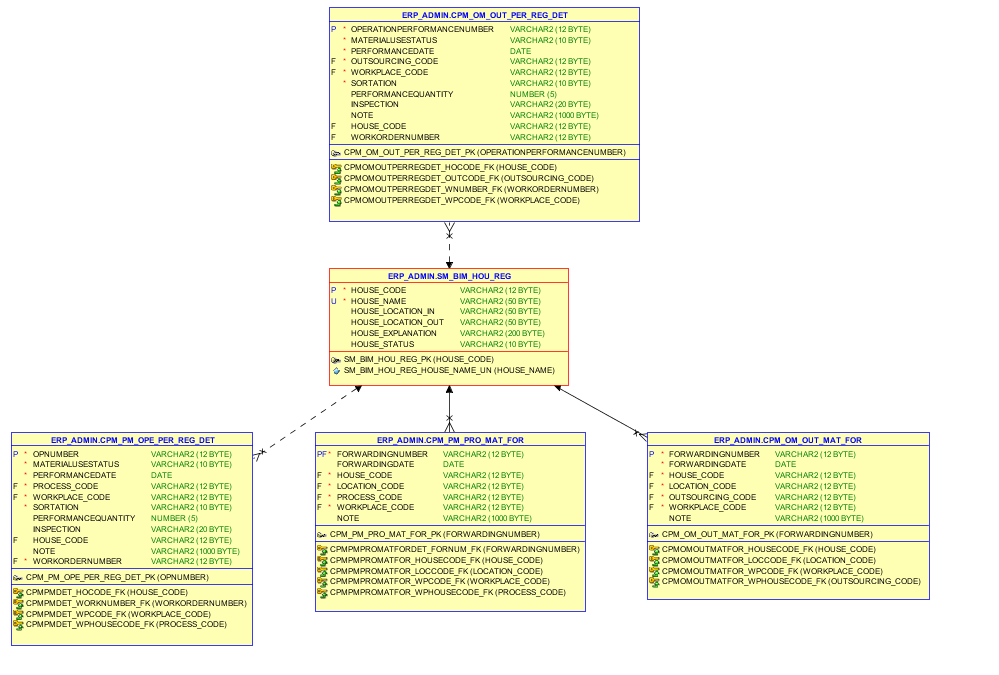 ERP_ADMIN.CPM_OM_OUT_PER_REG_DET
P * OPERATIONPERFORMANCENUMBER VARCHAR2 (12 BYTE)
* MATERIALUSESTATUS VARCHAR2 (10 BYTE)
* PERFORMANCEDATE DATE
F * OUTSOURCING_CODE VARCHAR2 (12 BYTE)
F * WORKPLACE_CODE VARCHAR2 (12 BYTE)
* SORTATION VARCHAR2 (10 BYTE)
PERFORMANCEQUANTITY NUMBER (5)
INSPECTION VARCHAR2 (20 BYTE)
NOTE VARCHAR2 (1000 BYTE)
F HOUSE_CODE VARCHAR2 (12 BYTE)
F WORKORDERNUMBER VARCHAR2 (12 BYTE)
CPM_OM_OUT_PER_REG_DET_PK (OPERATIONPERFORMANCENUMBER)
CPMOMOUTPERREGDET_HOCODE_FK (HOUSE_CODE)
CPMOMOUTPERREGDET_OUTCODE_FK (OUTSOURCING_CODE)
CPMOMOUTPERREGDET_WNUMBER_FK (WORKORDERNUMBER)
CPMOMOUTPERREGDET_WPCODE_FK (WORKPLACE_CODE)
ERP_ADMIN.SM_BIM_HOU_REG
P * HOUSE_CODE VARCHAR2 (12 BYTE)
U * HOUSE_NAME VARCHAR2 (50 BYTE)
HOUSE_LOCATION_IN VARCHAR2 (50 BYTE)
HOUSE_LOCATION_OUT VARCHAR2 (50 BYTE)
HOUSE_EXPLANATION VARCHAR2 (200 BYTE)
HOUSE_STATUS VARCHAR2 (10 BYTE)
SM_BIM_HOU_REG_PK (HOUSE_CODE)
SM_BIM_HOU_REG_HOUSE_NAME_UN (HOUSE_NAME)
ERP_ADMIN.CPM_PM_OPE_PER_REG_DET
P * OPNUMBER VARCHAR2 (12 BYTE)
* MATERIALUSESTATUS VARCHAR2 (10 BYTE)
* PERFORMANCEDATE DATE
F * PROCESS_CODE VARCHAR2 (12 BYTE)
F * WORKPLACE_CODE VARCHAR2 (12 BYTE)
* SORTATION VARCHAR2 (10 BYTE)
PERFORMANCEQUANTITY NUMBER (5)
INSPECTION VARCHAR2 (20 BYTE)
F HOUSE_CODE VARCHAR2 (12 BYTE)
NOTE VARCHAR2 (1000 BYTE)
F * WORKORDERNUMBER VARCHAR2 (12 BYTE)
CPM_PM_OPE_PER_REG_DET_PK (OPNUMBER)
CPMPMDET_HOCODE_FK (HOUSE_CODE)
CPMPMDET_WORKNUMBER_FK (WORKORDERNUMBER)
CPMPMDET_WPCODE_FK (WORKPLACE_CODE)
CPMPMDET_WPHOUSECODE_FK (PROCESS_CODE)
ERP_ADMIN.CPM_PM_PRO_MAT_FOR
PF * FORWARDINGNUMBER VARCHAR2 (12 BYTE)
FORWARDINGDATE DATE
F * HOUSE_CODE VARCHAR2 (12 BYTE)
F * LOCATION_CODE VARCHAR2 (12 BYTE)
F * PROCESS_CODE VARCHAR2 (12 BYTE)
F * WORKPLACE_CODE VARCHAR2 (12 BYTE)
NOTE VARCHAR2 (1000 BYTE)
CPM_PM_PRO_MAT_FOR_PK (FORWARDINGNUMBER)
CPMPMPROMATFORDET_FORNUM_FK (FORWARDINGNUMBER)
CPMPMPROMATFOR_HOUSECODE_FK (HOUSE_CODE)
CPMPMPROMATFOR_LOCCODE_FK (LOCATION_CODE)
CPMPMPROMATFOR_WPCODE_FK (WORKPLACE_CODE)
CPMPMPROMATFOR_WPHOUSECODE_FK (PROCESS_CODE)
ERP_ADMIN.CPM_OM_OUT_MAT_FOR
P * FORWARDINGNUMBER VARCHAR2 (12 BYTE)
* FORWARDINGDATE DATE
F * HOUSE_CODE VARCHAR2 (12 BYTE)
F * LOCATION_CODE VARCHAR2 (12 BYTE)
F * OUTSOURCING_CODE VARCHAR2 (12 BYTE)
F * WORKPLACE_CODE VARCHAR2 (12 BYTE)
NOTE VARCHAR2 (1000 BYTE)
CPM_OM_OUT_MAT_FOR_PK (FORWARDINGNUMBER)
CPMOMOUTMATFOR_HOUSECODE_FK (HOUSE_CODE)
CPMOMOUTMATFOR_LOCCODE_FK (LOCATION_CODE)
CPMOMOUTMATFOR_WPCODE_FK (WORKPLACE_CODE)
CPMOMOUTMATFOR_WPHOUSECODE_FK (OUTSOURCING_CODE)